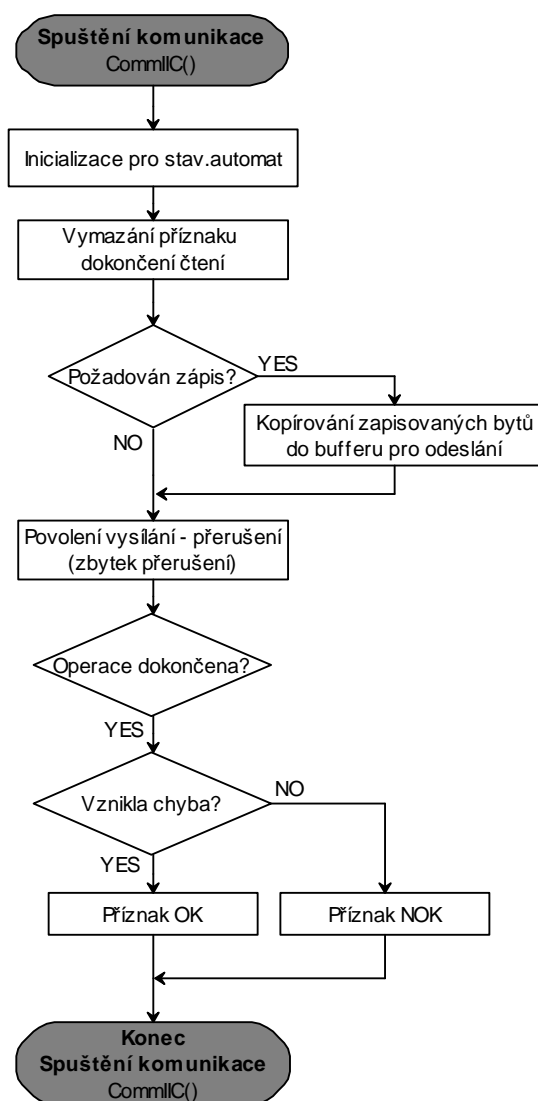 Spuštění komunikace
CommIIC()
Inicializace pro stav.automat
Vymazání příznaku
dokončení čtení
Požadován zápis?
YES
Kopírování zapisovaných bytů
do bufferu pro odeslání
NO
Povolení vysílání - přerušení
(zbytek přerušení)
Operace dokončena?
YES
Vznikla chyba?
NO
YES
Příznak OK
Příznak NOK
Konec
Spuštění komunikace
CommIIC()